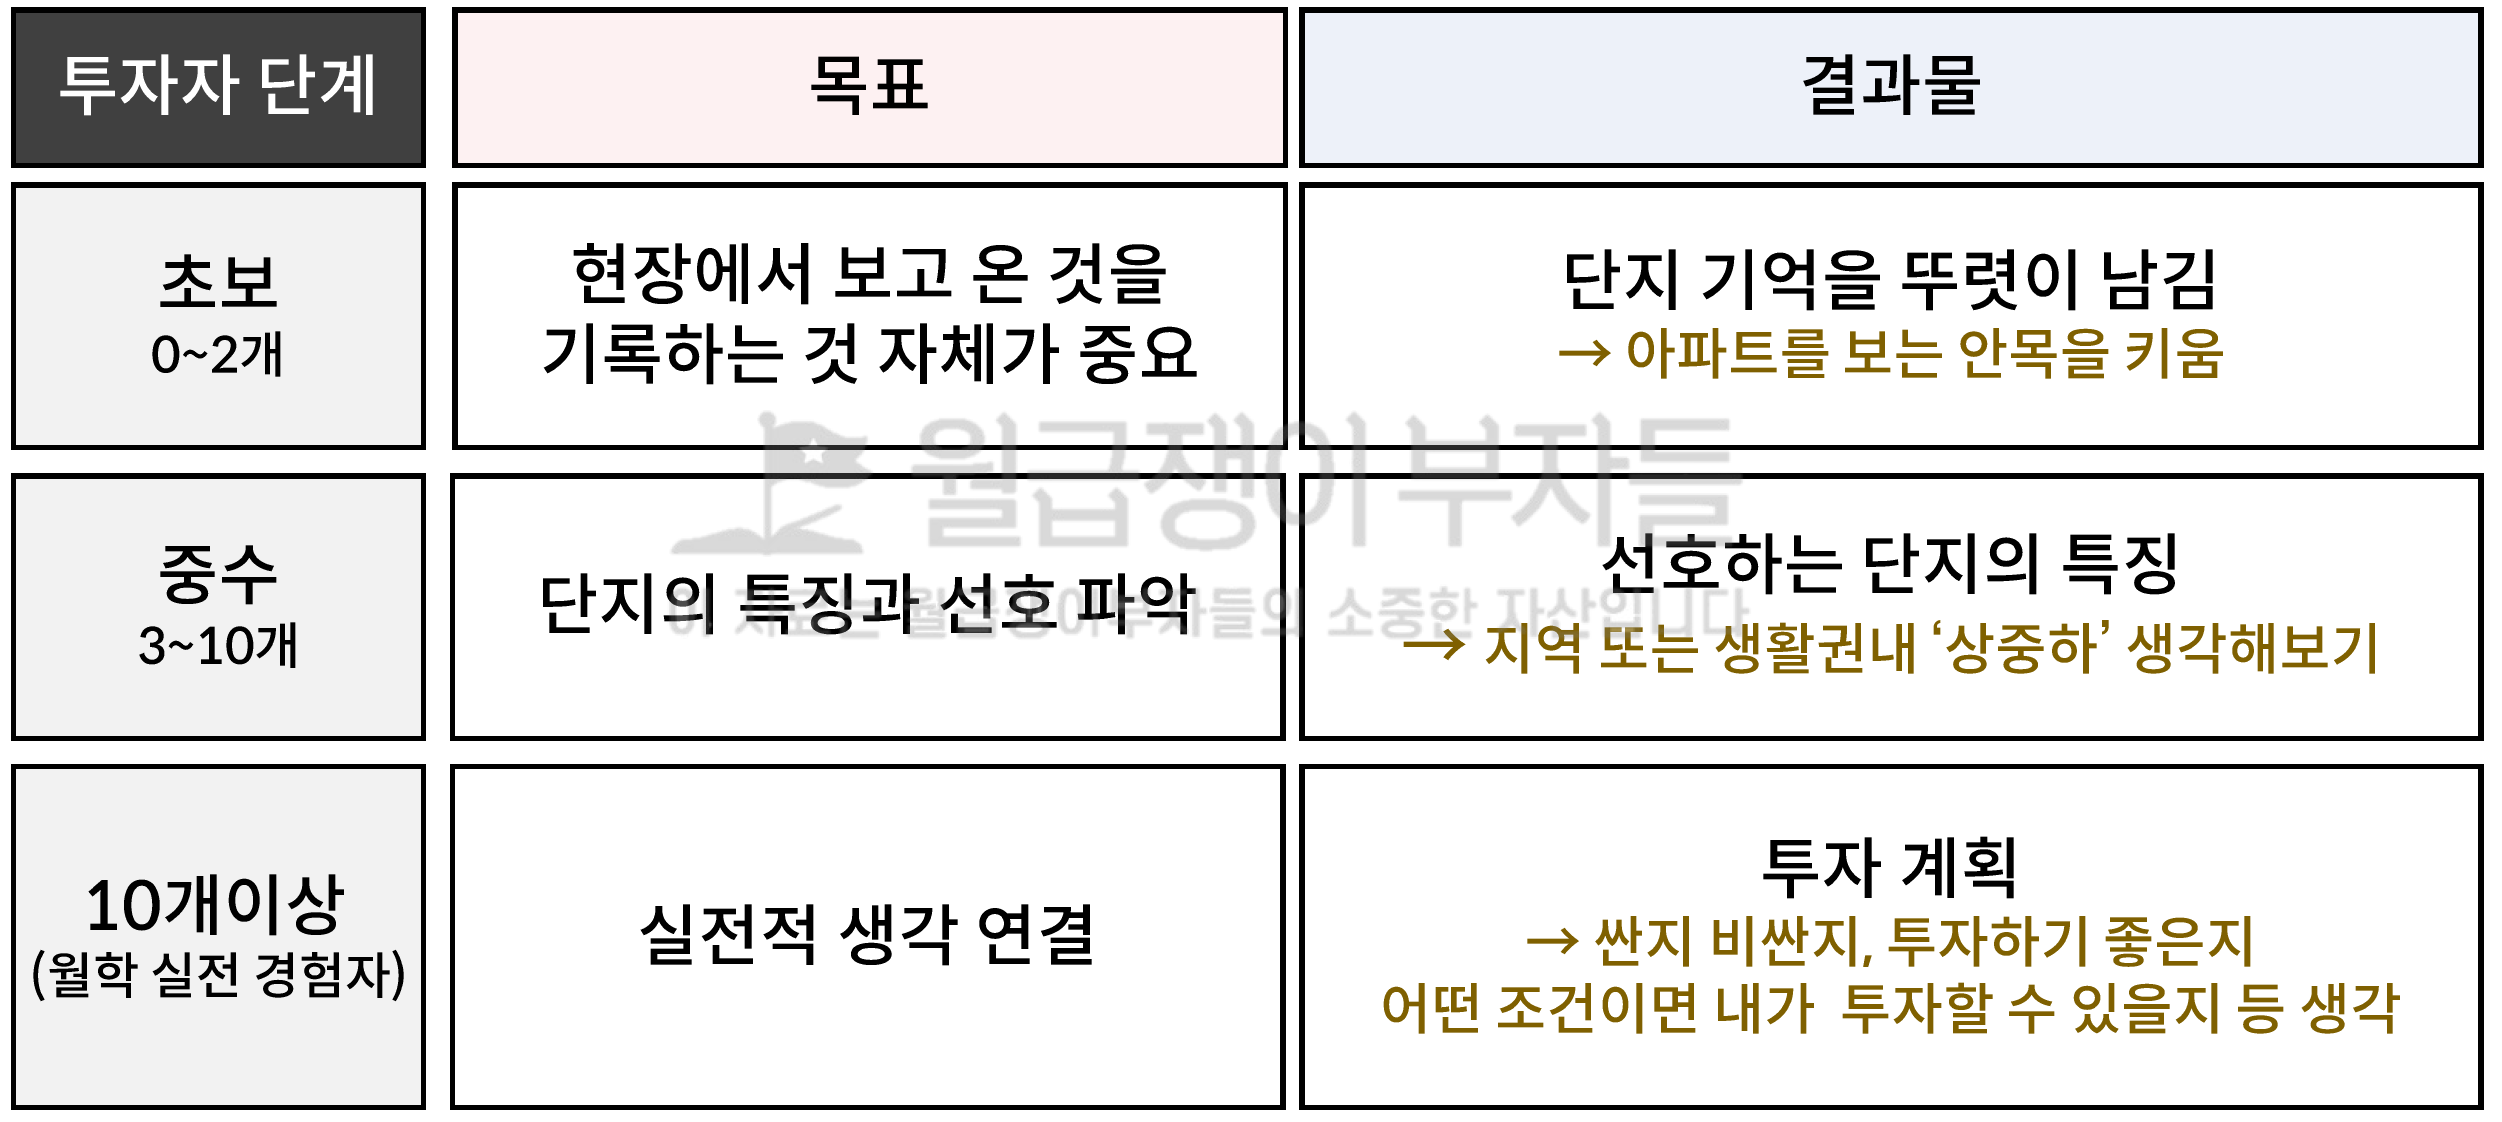 투자자 단계
목표
결과물
초보
0~2개
현장에서 보고 온 것을
기록하는 것 자체가 중요
단지 기억을 뚜렷이 남김
→ 아파트를 보는 안목을 키움
월급쟁이 부자들
이 자료는 월급쟁이부자들의 소중한 자산입니다
중수
3~10개
단지의 특징과 선호 파악
선호하는 단지의 특징
→ 지역 또는 생활권내 ‘상중하’ 생각해보기
10개이상
(월학 실전 경험자)
실전적 생각 연결
투자 계획
→ 싼지 비싼지, 투자하기 좋은지
어떤 조건이면 내가 투자할 수 있을지 등 생각